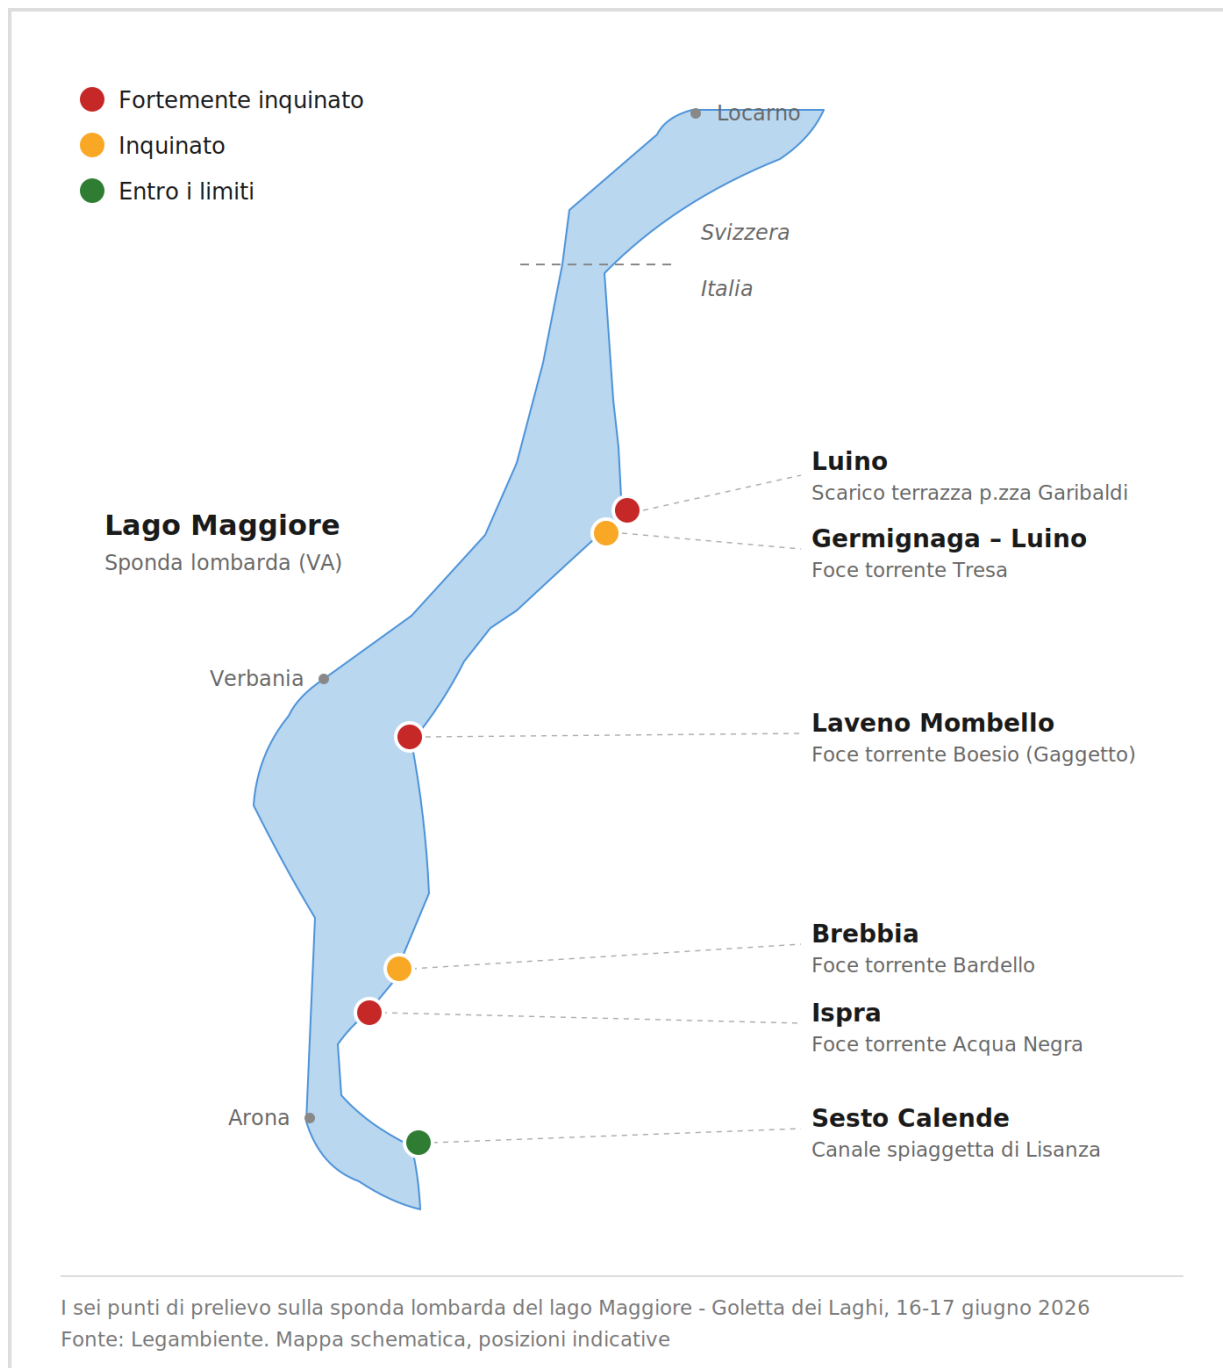 Fortemente inquinato
Inquinato
Entro i limiti
Locarno
Svizzera
Italia
Luino
Scarico terrazza p.zza Garibaldi
Germignaga – Luino
Foce torrente Tresa
Lago Maggiore
Sponda lombarda (VA)
Verbania
Laveno Mombello
Foce torrente Boesio (Gaggetto)
Brebbia
Foce torrente Bardello
Ispra
Foce torrente Acqua Negra
Arona
Sesto Calende
Canale spiaggetta di Lisanza
I sei punti di prelievo sulla sponda lombarda del lago Maggiore - Goletta dei Laghi, 16-17 giugno 2026
Fonte: Legambiente. Mappa schematica, posizioni indicative